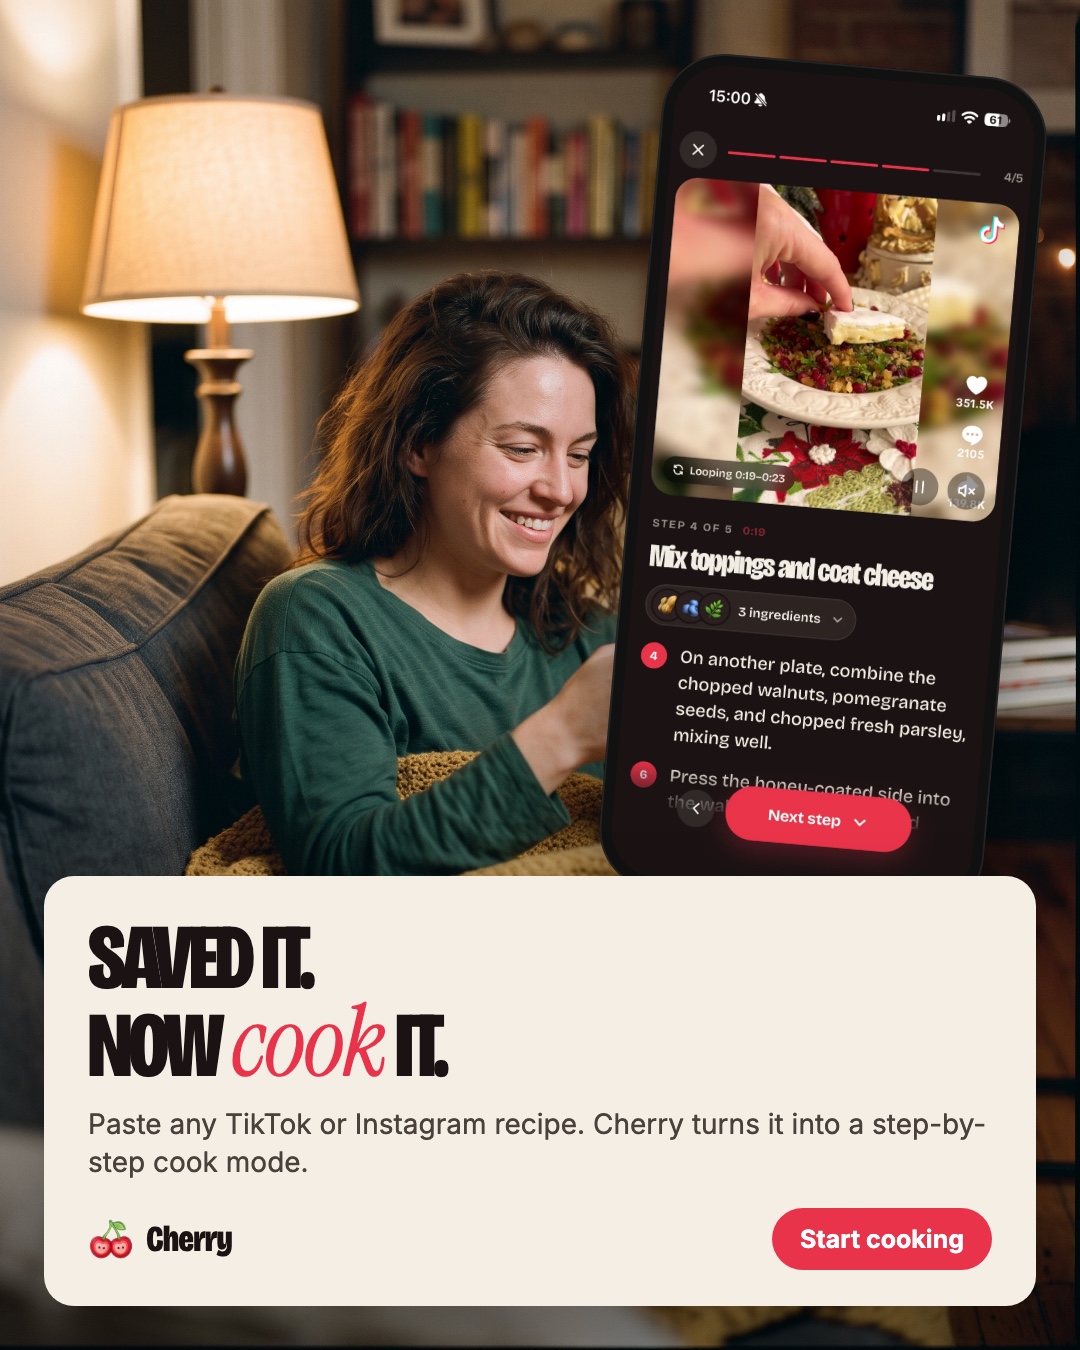 15:00
61
4/5
351.5K
2105
Looping 0:19–0:23
STEP 4 OF 5 0:19
Mix toppings and coat cheese
3 ingredients
4
On another plate, combine the
chopped walnuts, pomegranate
seeds, and chopped fresh parsley,
mixing well.
6
Press the honey-coated side into
the
Next step
SAVED IT.
NOW cook IT.
Paste any TikTok or Instagram recipe. Cherry turns it into a step-by-
step cook mode.
Cherry
Start cooking